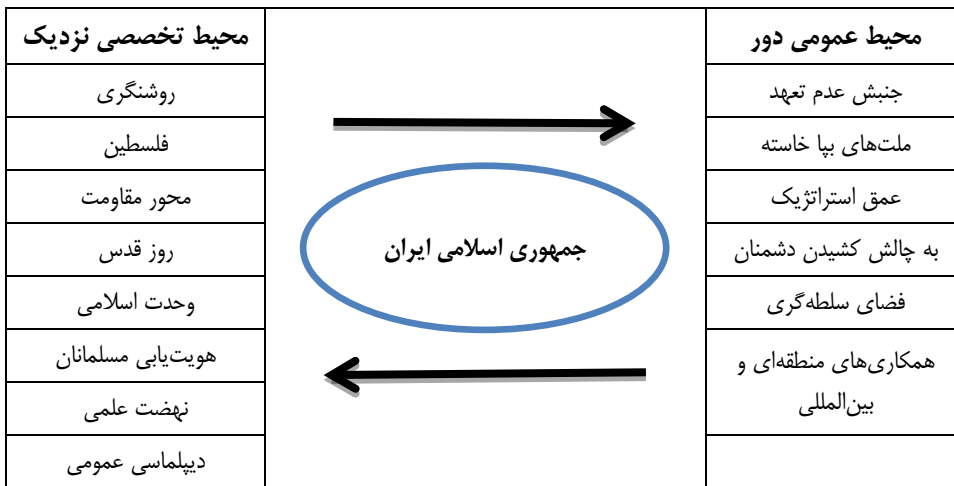 محیط عمومی دور
جنبش عدم تعهد
ملت‌های بپا خاسته
عمق استراتژیک
به چالش کشیدن دشمنان
فضای سلطه‌گری
همکاری‌های منطقه‌ای و
بین‌المللی
جمهوری اسلامی ایران
محیط تخصصی نزدیک
روشنگری
فلسطین
محور مقاومت
روز قدس
وحدت اسلامی
هویت‌یابی مسلمانان
نهضت علمی
دیپلماسی عمومی